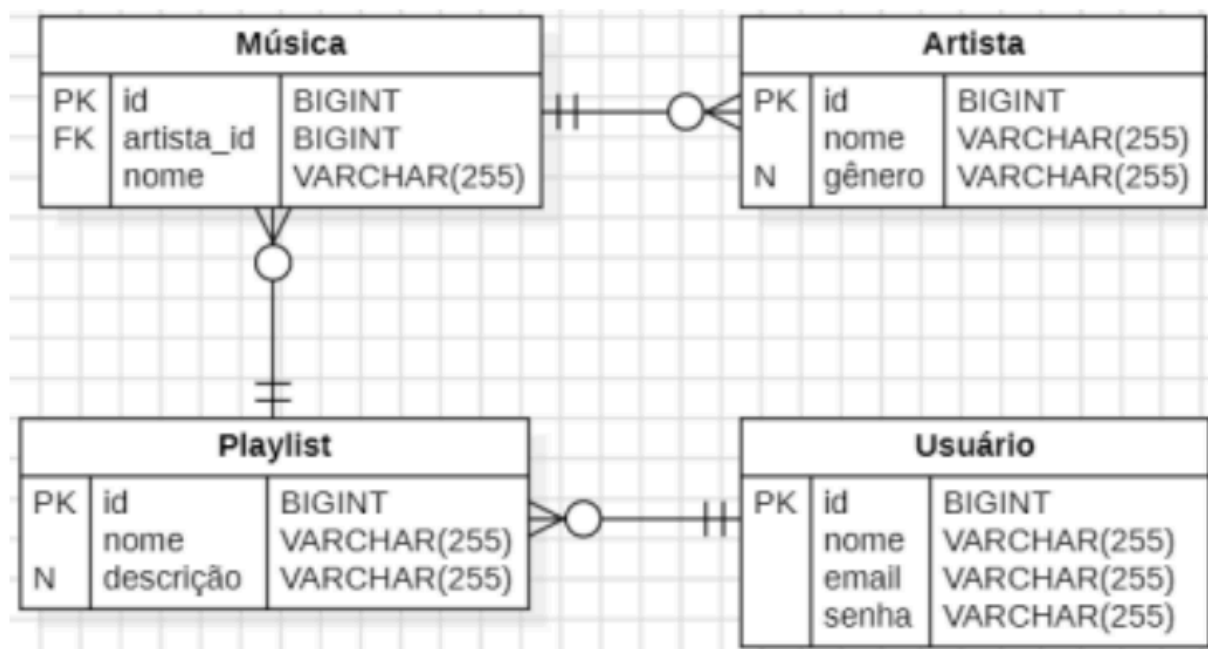 Música
PK id BIGINT
FK artista_id BIGINT
nome VARCHAR(255)
Artista
PK id BIGINT
nome VARCHAR(255)
N gênero VARCHAR(255)
Playlist
PK id BIGINT
nome VARCHAR(255)
N descrição VARCHAR(255)
Usuário
PK id BIGINT
nome VARCHAR(255)
email VARCHAR(255)
senha VARCHAR(255)